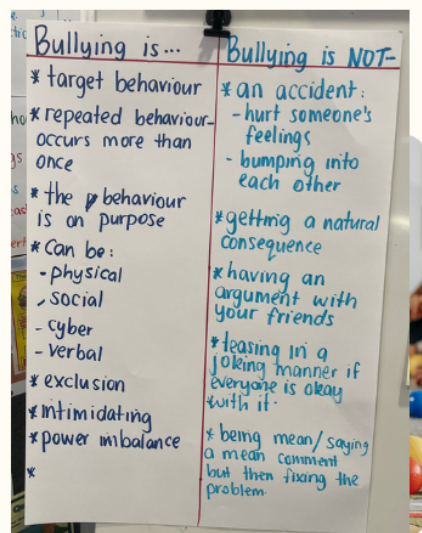 Bullying is...
* target behaviour
* repeated behaviour-
occurs more than
once
* the behaviour
is on purpose
* Can be:
- physical
- social
- cyber
- verbal
* exclusion
* intimidating
* power imbalance
*
Bullying is NOT-
* an accident:
- hurt someone's
feelings
- bumping into
each other
* getting a natural
consequence
* having an
argument with
your friends
* teasing in a
joking manner if
everyone is okay
with it.
* being mean/saying
a mean comment
but then fixing the
problem.